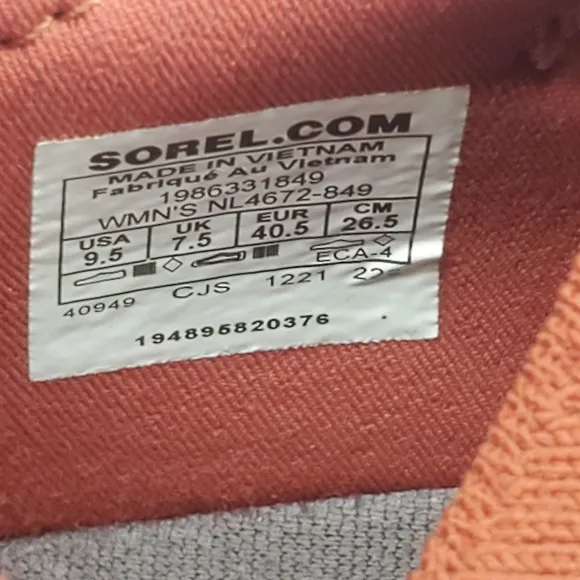 SOREL.COM
MADE IN VIETNAM
Fabriqué Au Vietnam
1986331849
WMN'S NL4672-849
USA UK EUR CM
9.5 7.5 40.5 26.5
ECA-4
40949 CJS 1221
194895820376